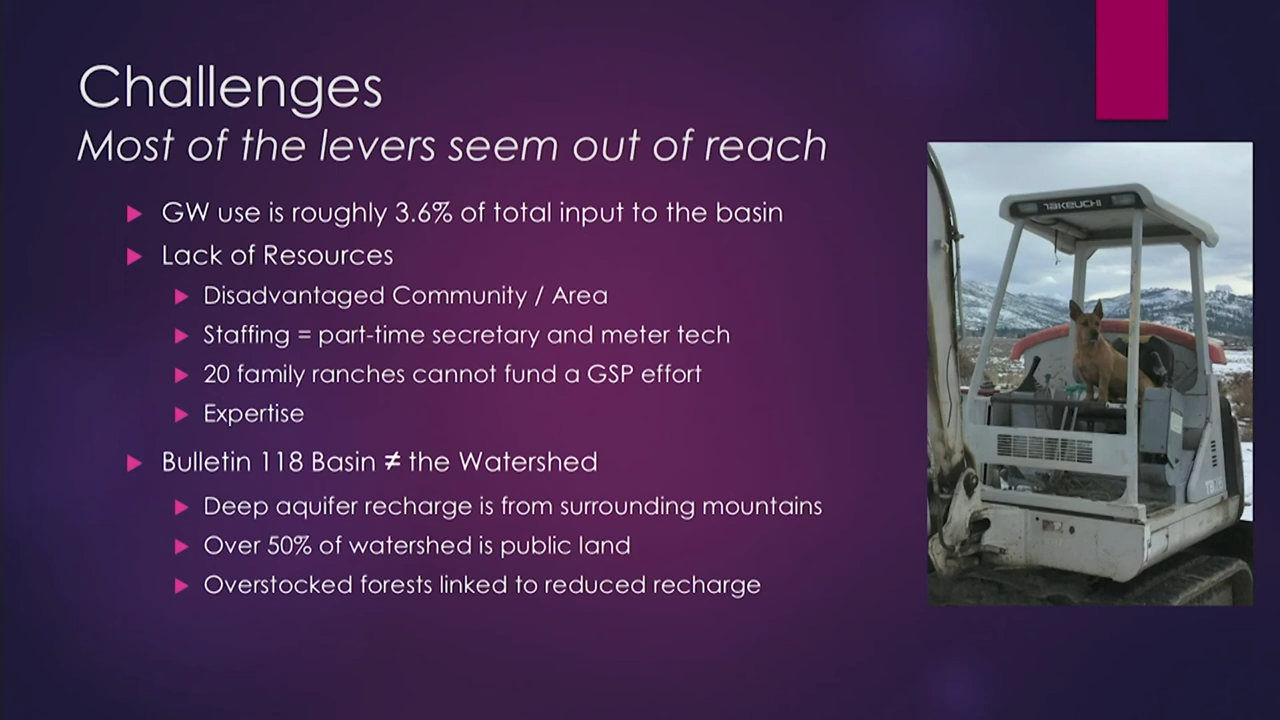 Challenges
Most of the levers seem out of reach
GW use is roughly 3.6% of total input to the basin
Lack of Resources
Disadvantaged Community / Area
Staffing = part-time secretary and meter tech
20 family ranches cannot fund a GSP effort
Expertise
Bulletin 118 Basin ≠ the Watershed
Deep aquifer recharge is from surrounding mountains
Over 50% of watershed is public land
Overstocked forests linked to reduced recharge
TAKEUCHI